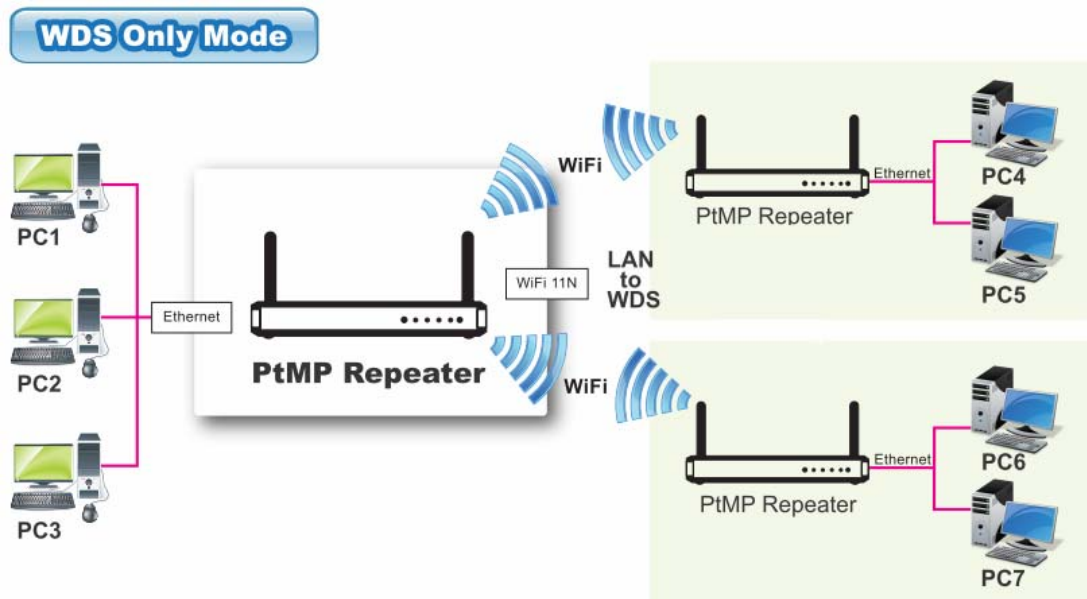 WDS Only Mode
PC1
PC2
PC3
Ethernet
PtMP Repeater
WiFi 11N
WiFi
WiFi
LAN
to
WDS
PtMP Repeater
Ethernet
PC4
PC5
PtMP Repeater
Ethernet
PC6
PC7